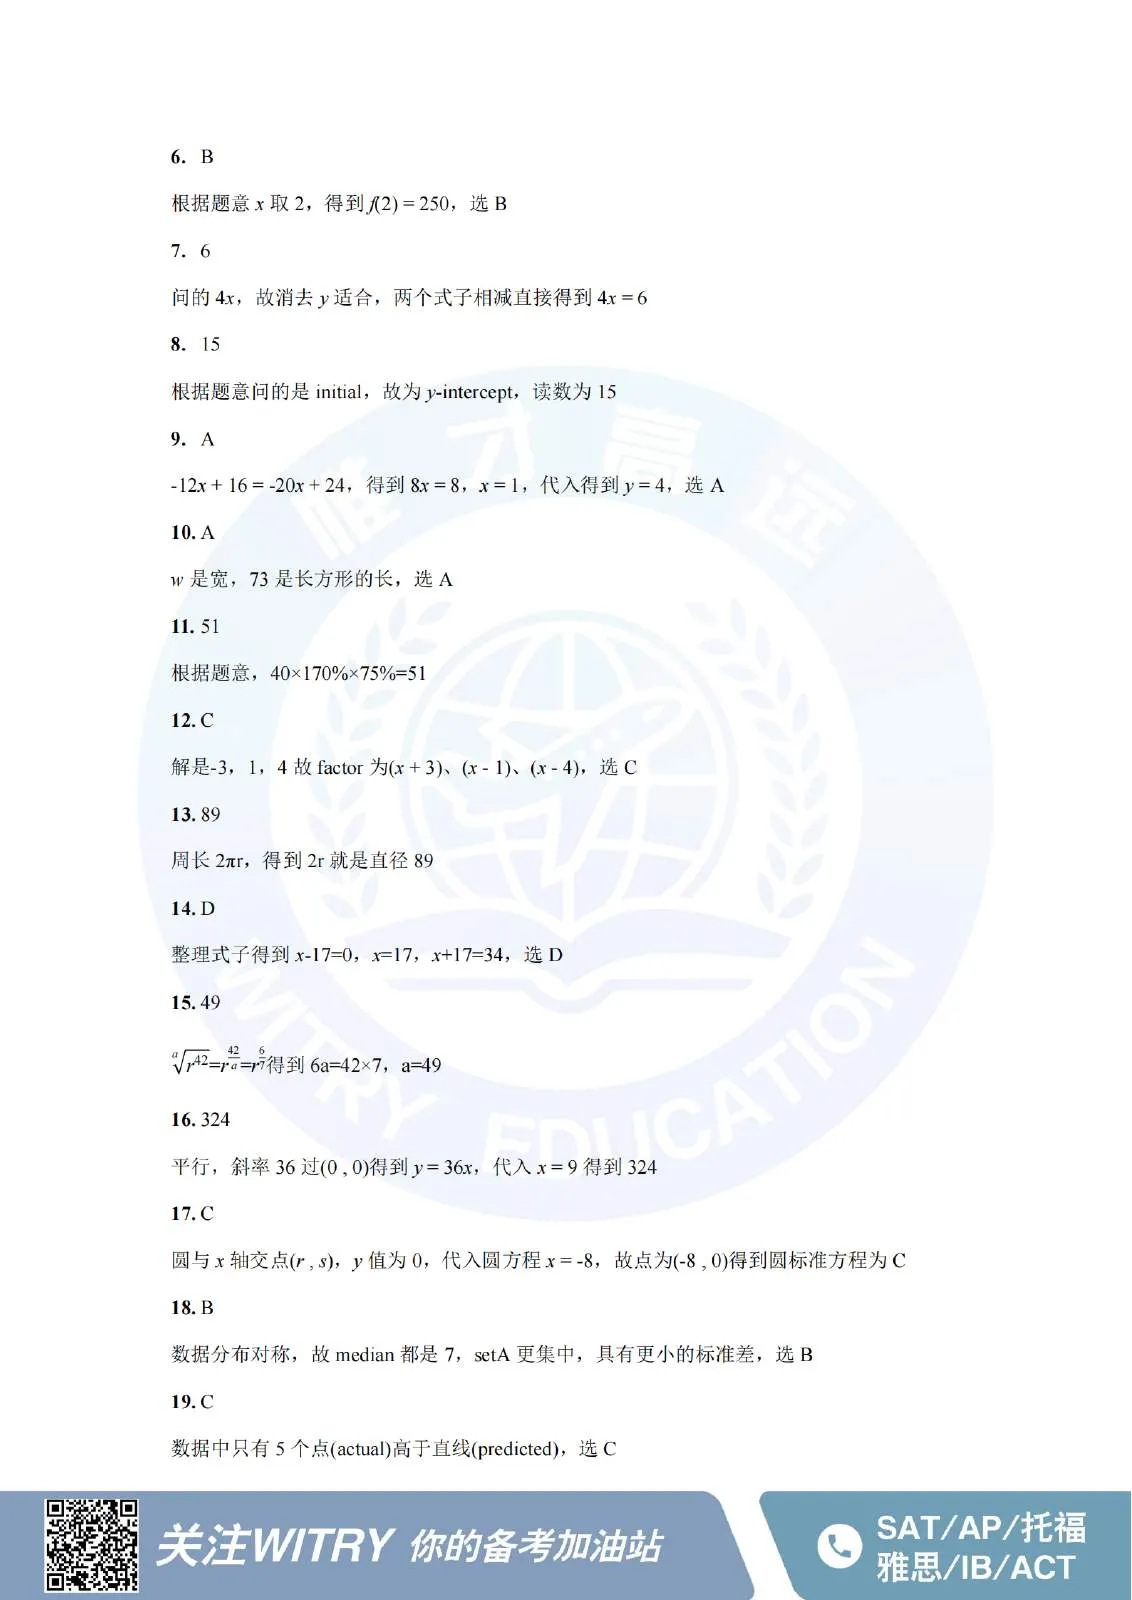 6. B
根据题意 x 取 2，得到 f(2) = 250，选 B
7. 6
问的 4x，故消去 y 适合，两个式子相减直接得到 4x = 6
8. 15
根据题意问的是 initial，故为 y-intercept，读数为 15
9. A
-12x + 16 = -20x + 24，得到 8x = 8，x = 1，代入得到 y = 4，选 A
10. A
w 是宽，73 是长方形的长，选 A
11. 51
根据题意，40×170%×75%=51
12. C
解是-3，1，4 故 factor 为(x + 3)、(x - 1)、(x - 4)，选 C
13. 89
周长 2πr，得到 2r 就是直径 89
14. D
整理式子得到 x-17=0，x=17，x+17=34，选 D
15. 49
ᵃ√r⁴²=r^(42/a)=r^(6/7)得到 6a=42×7，a=49
16. 324
平行，斜率 36 过(0 , 0)得到 y = 36x，代入 x = 9 得到 324
17. C
圆与 x 轴交点(r , s)，y 值为 0，代入圆方程 x = -8，故点为(-8 , 0)得到圆标准方程为 C
18. B
数据分布对称，故 median 都是 7，setA 更集中，具有更小的标准差，选 B
19. C
数据中只有 5 个点(actual)高于直线(predicted)，选 C
惟才高远
WITRY EDUCATION
关注WITRY 你的备考加油站
SAT/AP/托福
雅思/IB/ACT